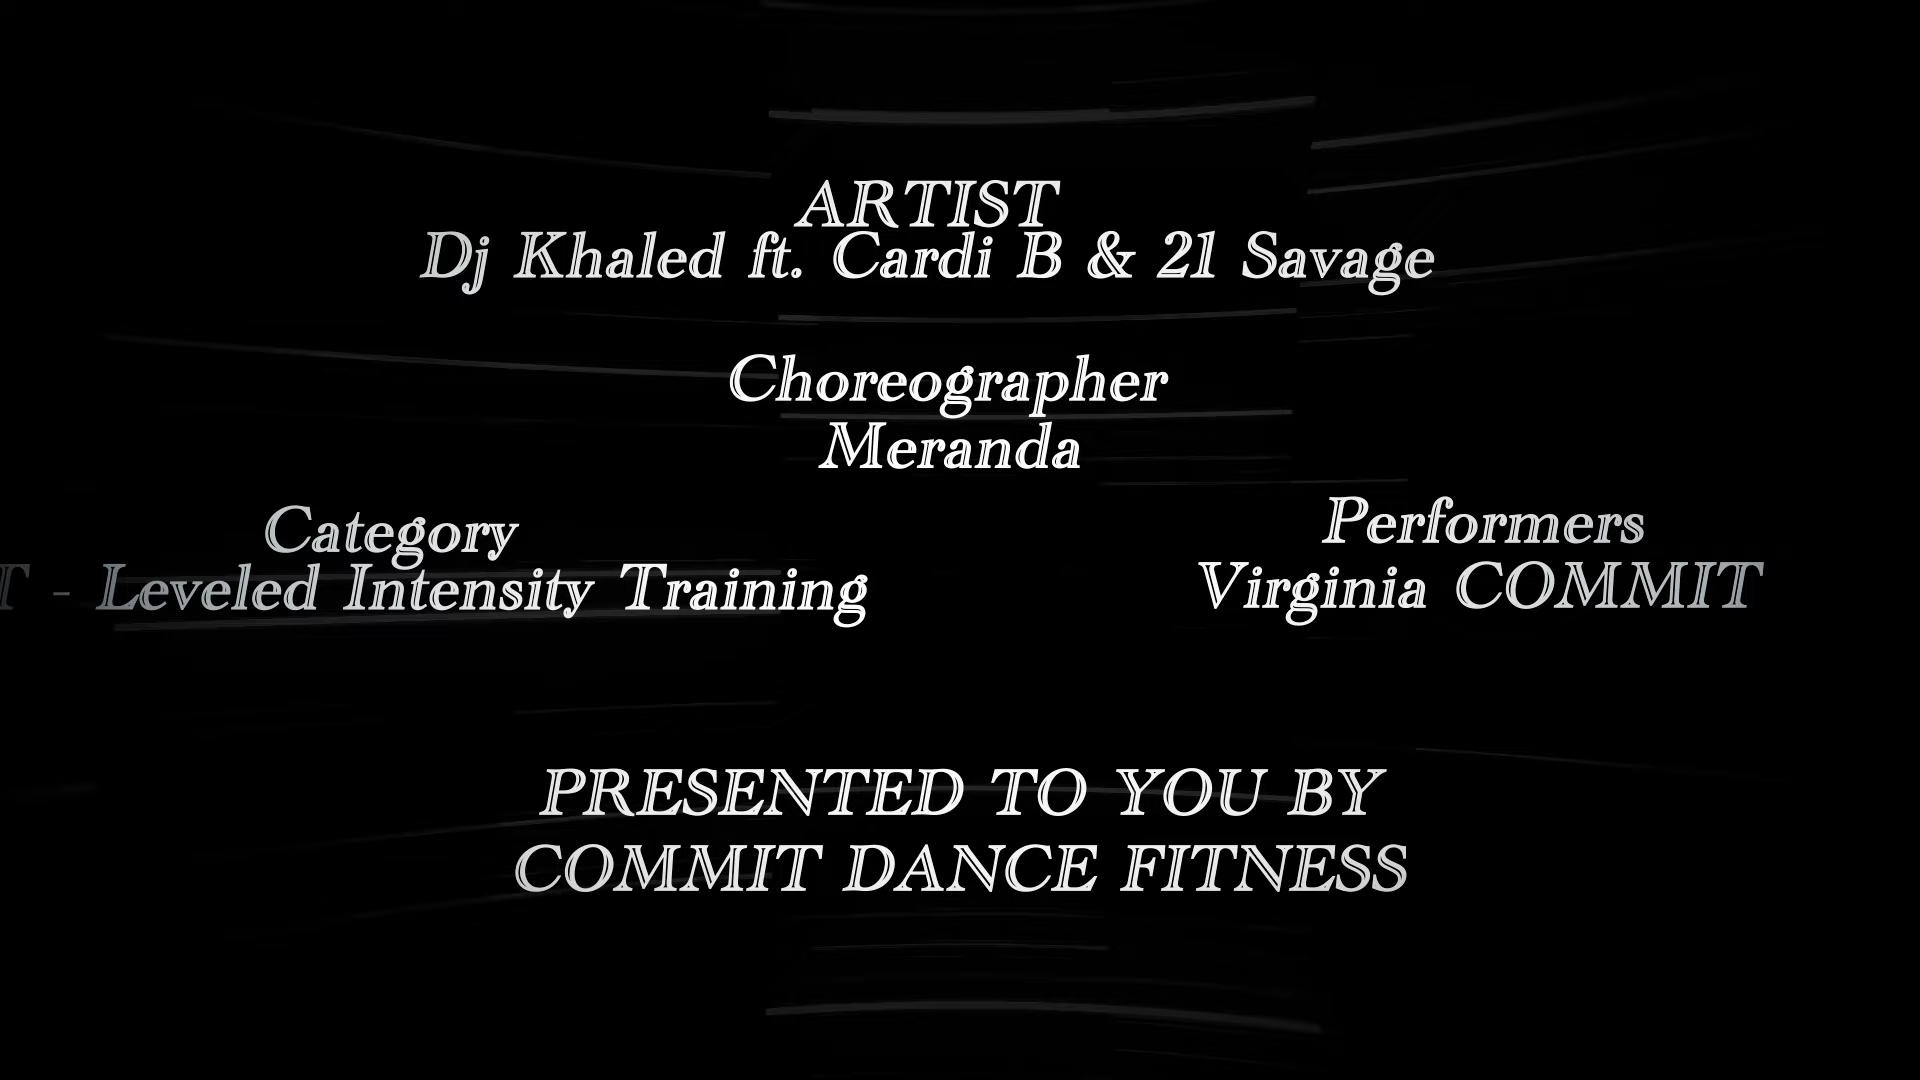 ARTIST
Dj Khaled ft. Cardi B & 21 Savage
Choreographer
Meranda
Category
T - Leveled Intensity Training
Performers
Virginia COMMIT
PRESENTED TO YOU BY
COMMIT DANCE FITNESS